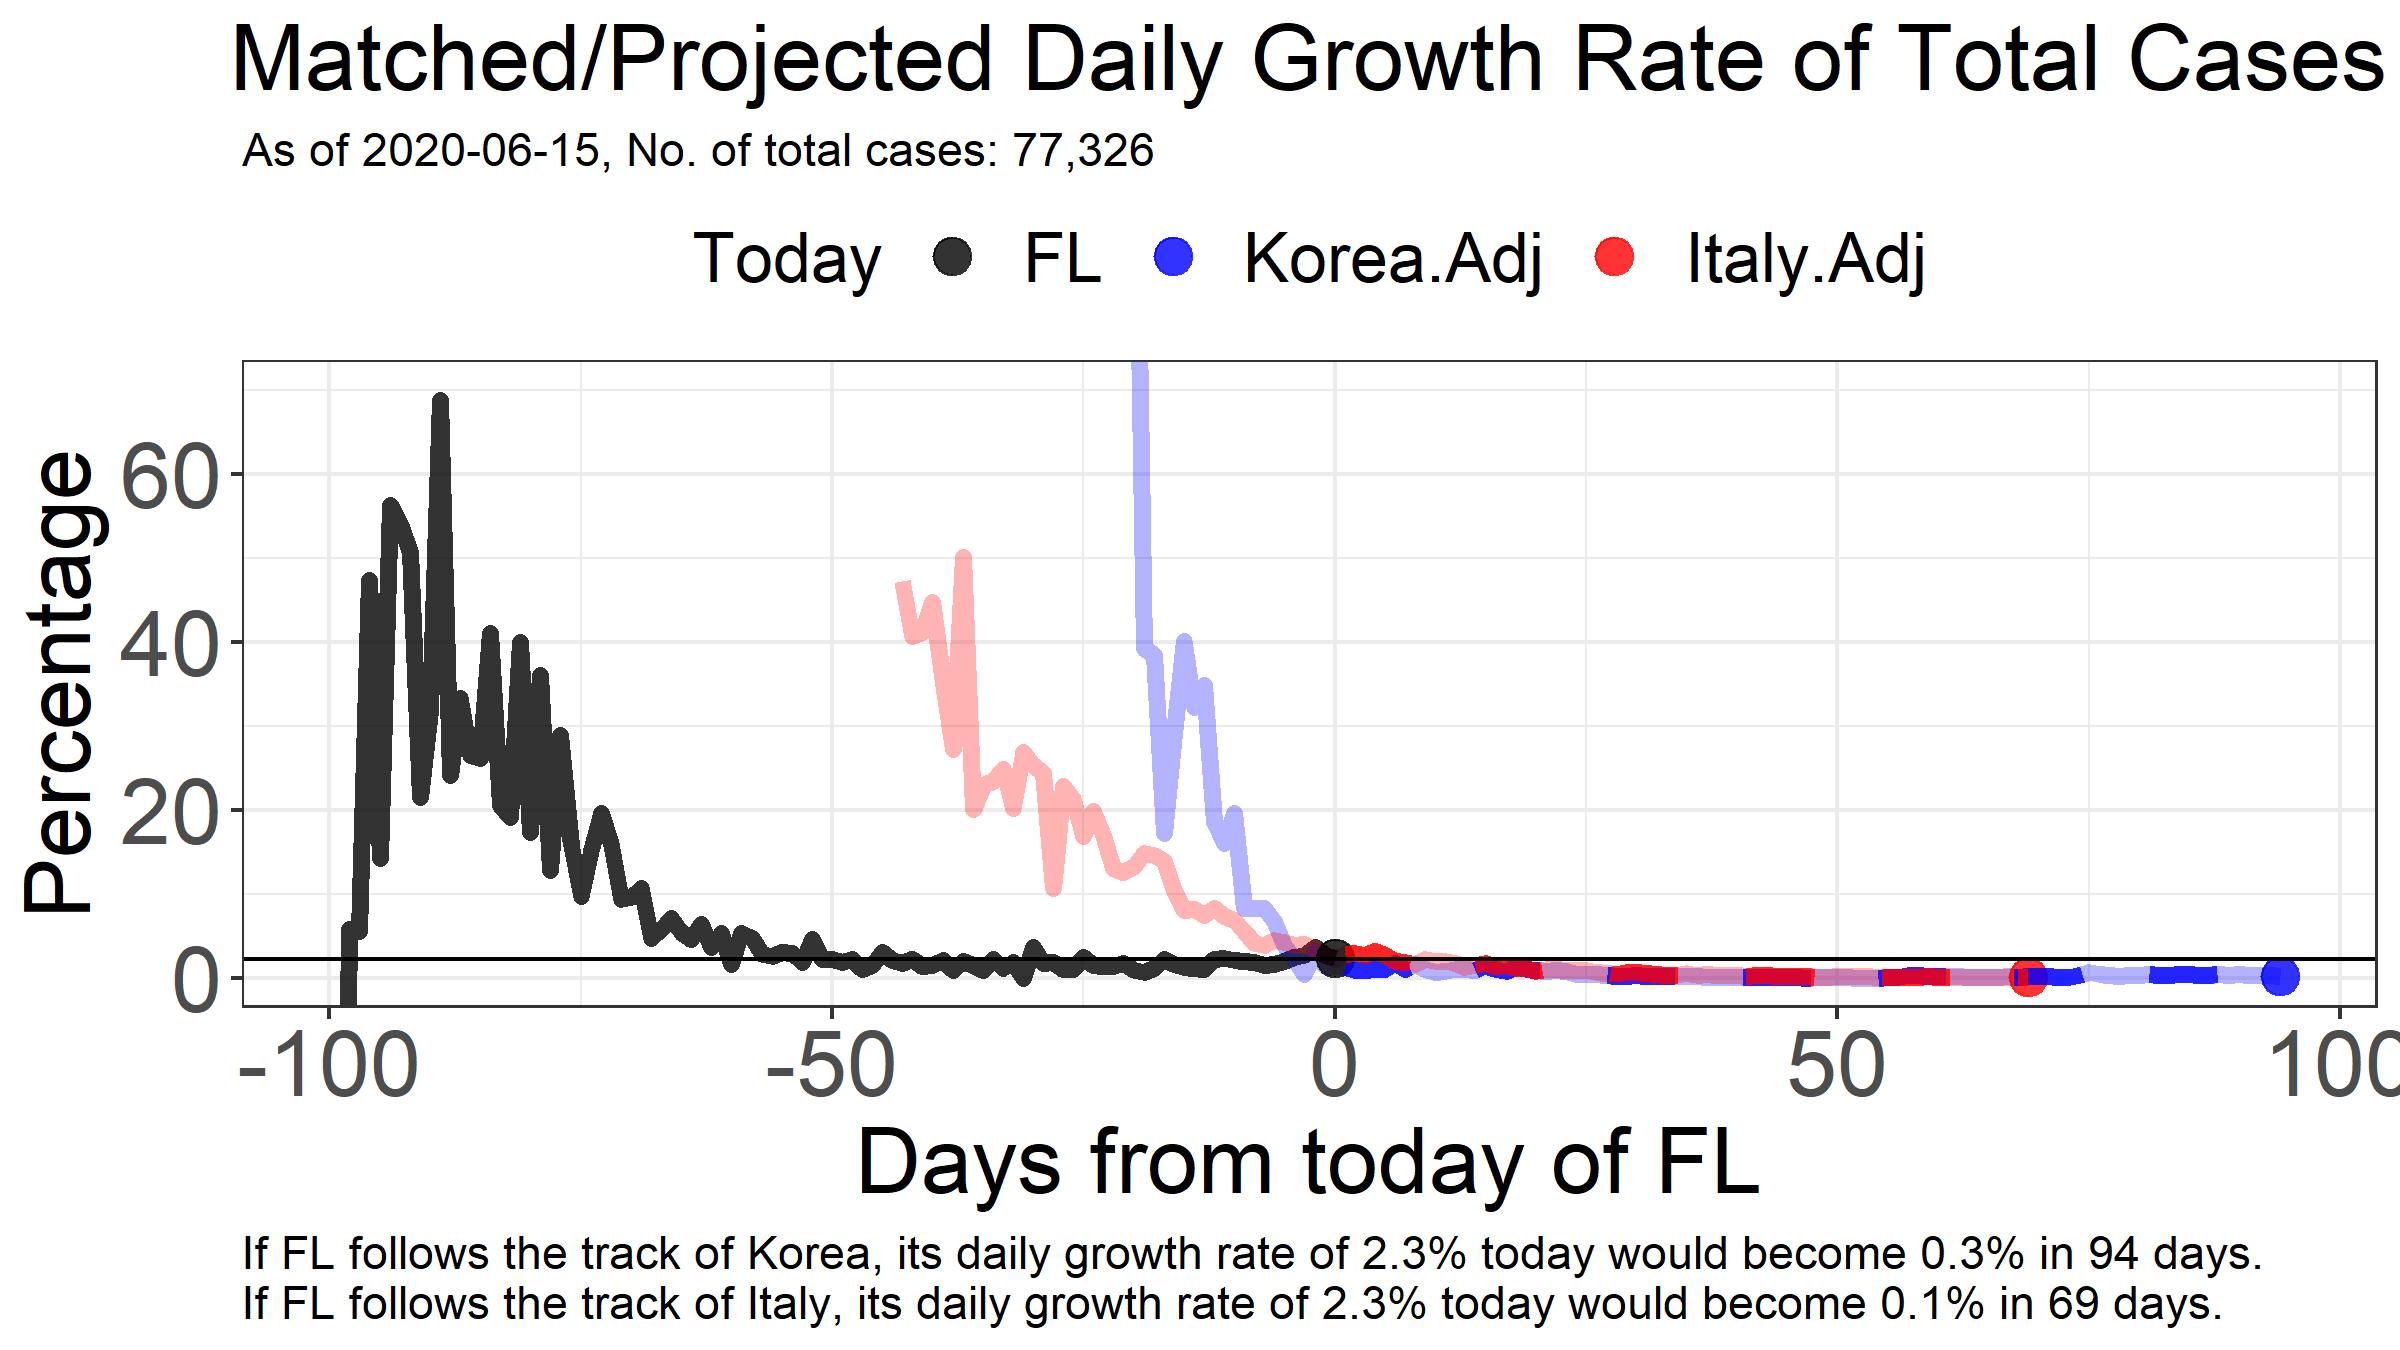 Matched/Projected Daily Growth Rate of Total Cases
As of 2020-06-15, No. of total cases: 77,326
Today FL Korea.Adj Italy.Adj
Percentage
60
40
20
0
-100 -50 0 50 100
Days from today of FL
If FL follows the track of Korea, its daily growth rate of 2.3% today would become 0.3% in 94 days.
If FL follows the track of Italy, its daily growth rate of 2.3% today would become 0.1% in 69 days.